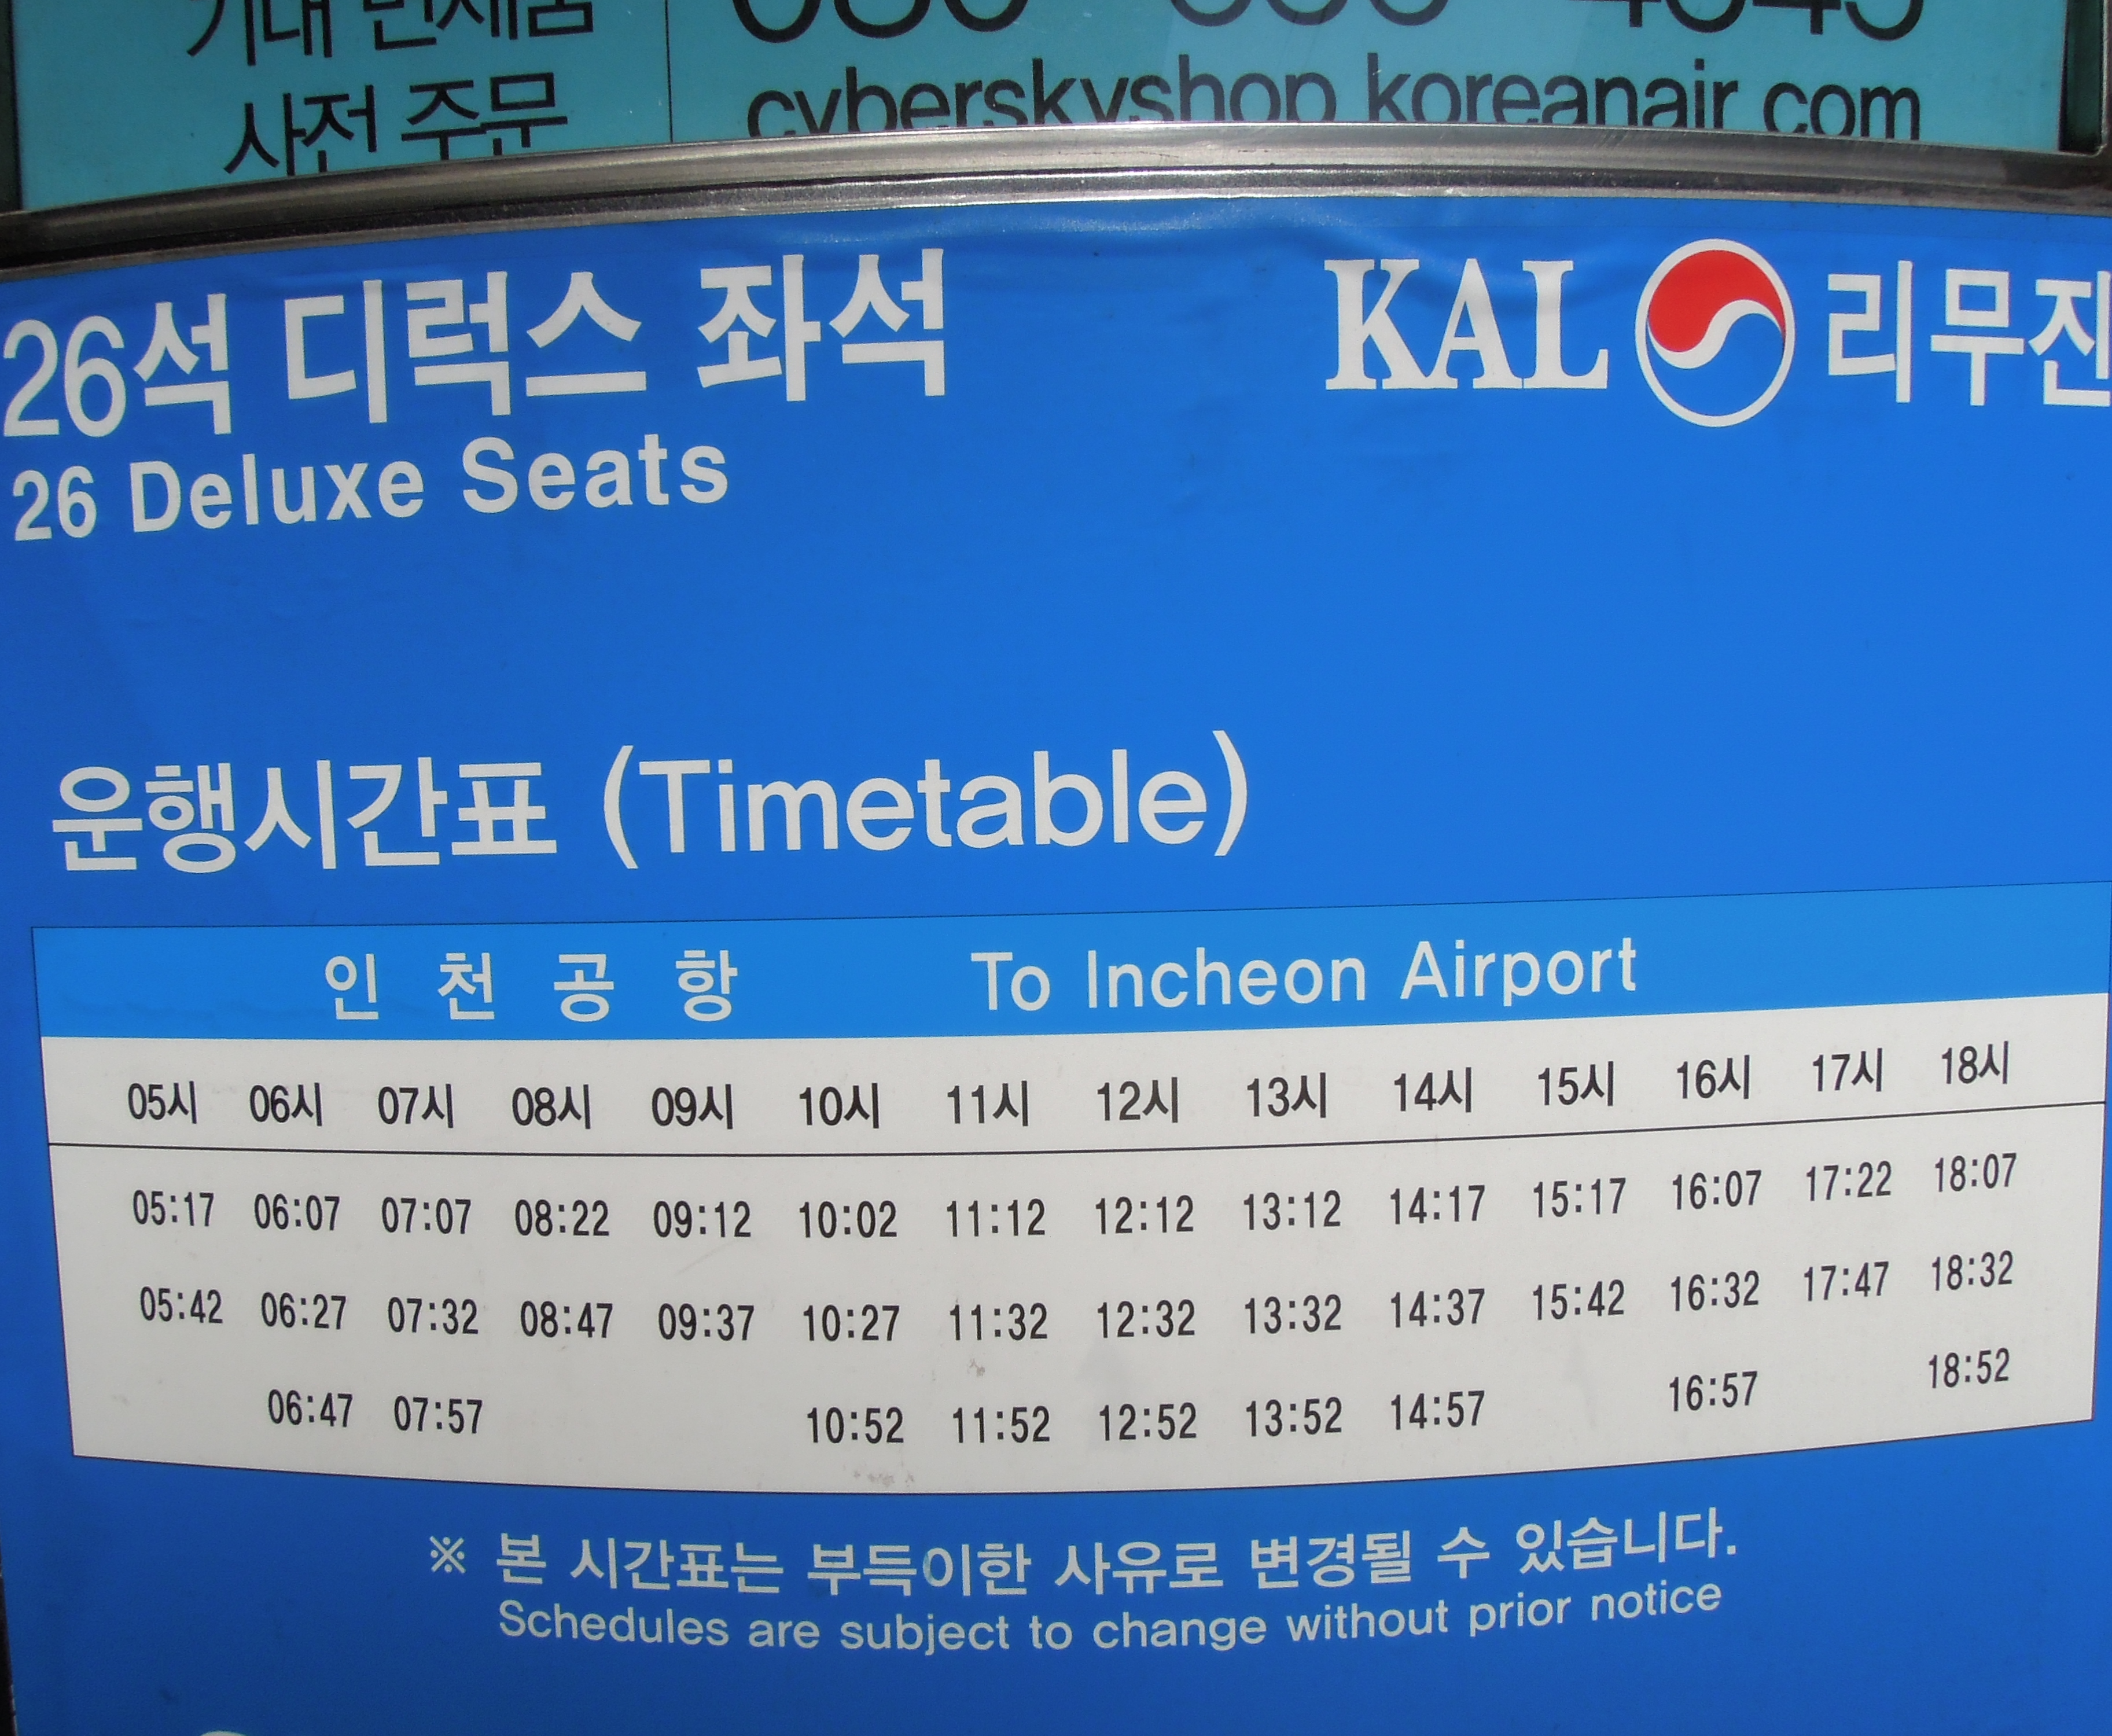 기내 면세품
사전 주문
cyberskyshop.koreanair.com
26석 디럭스 좌석
26 Deluxe Seats
KAL 리무진
운행시간표 (Timetable)
인 천 공 항 To Incheon Airport
05시 06시 07시 08시 09시 10시 11시 12시 13시 14시 15시 16시 17시 18시
05:17 06:07 07:07 08:22 09:12 10:02 11:12 12:12 13:12 14:17 15:17 16:07 17:22 18:07
05:42 06:27 07:32 08:47 09:37 10:27 11:32 12:32 13:32 14:37 15:42 16:32 17:47 18:32
06:47 07:57 10:52 11:52 12:52 13:52 14:57 16:57 18:52
※ 본 시간표는 부득이한 사유로 변경될 수 있습니다.
Schedules are subject to change without prior notice